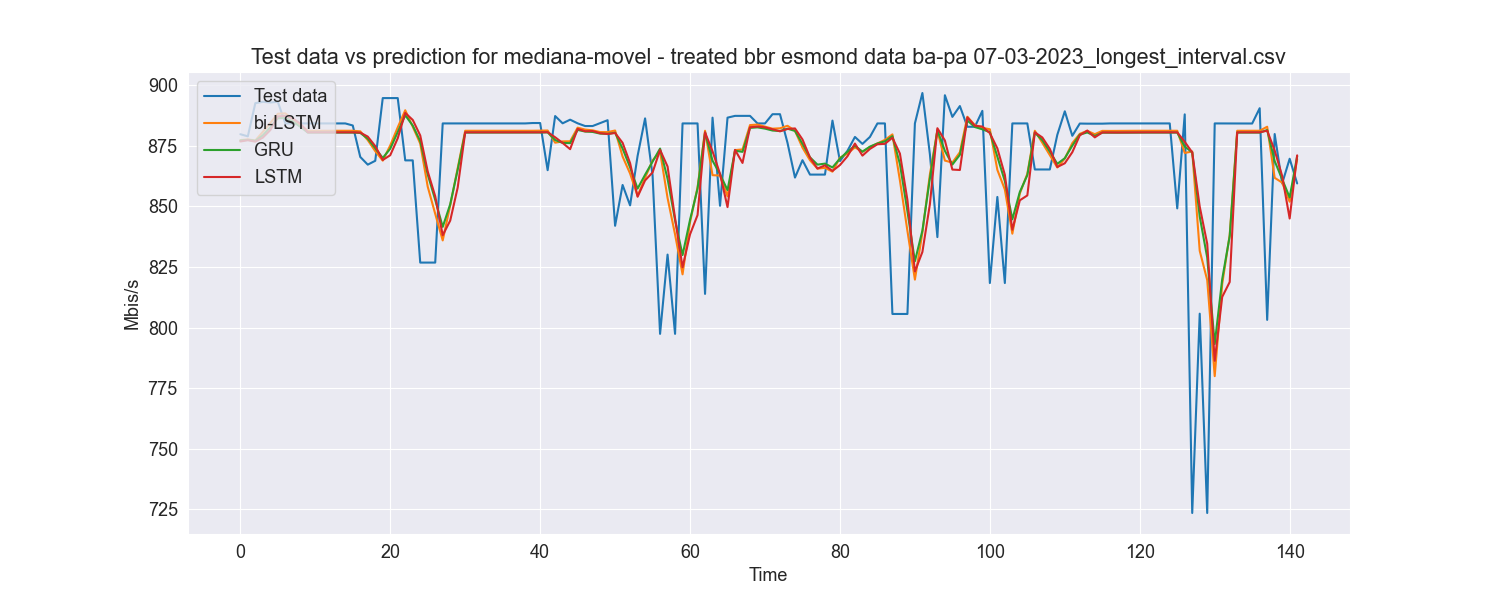 Test data vs prediction for mediana-movel - treated bbr esmond data ba-pa 07-03-2023_longest_interval.csv
Test data
bi-LSTM
GRU
LSTM
900
875
850
825
800
775
750
725
Mbis/s
0 20 40 60 80 100 120 140
Time